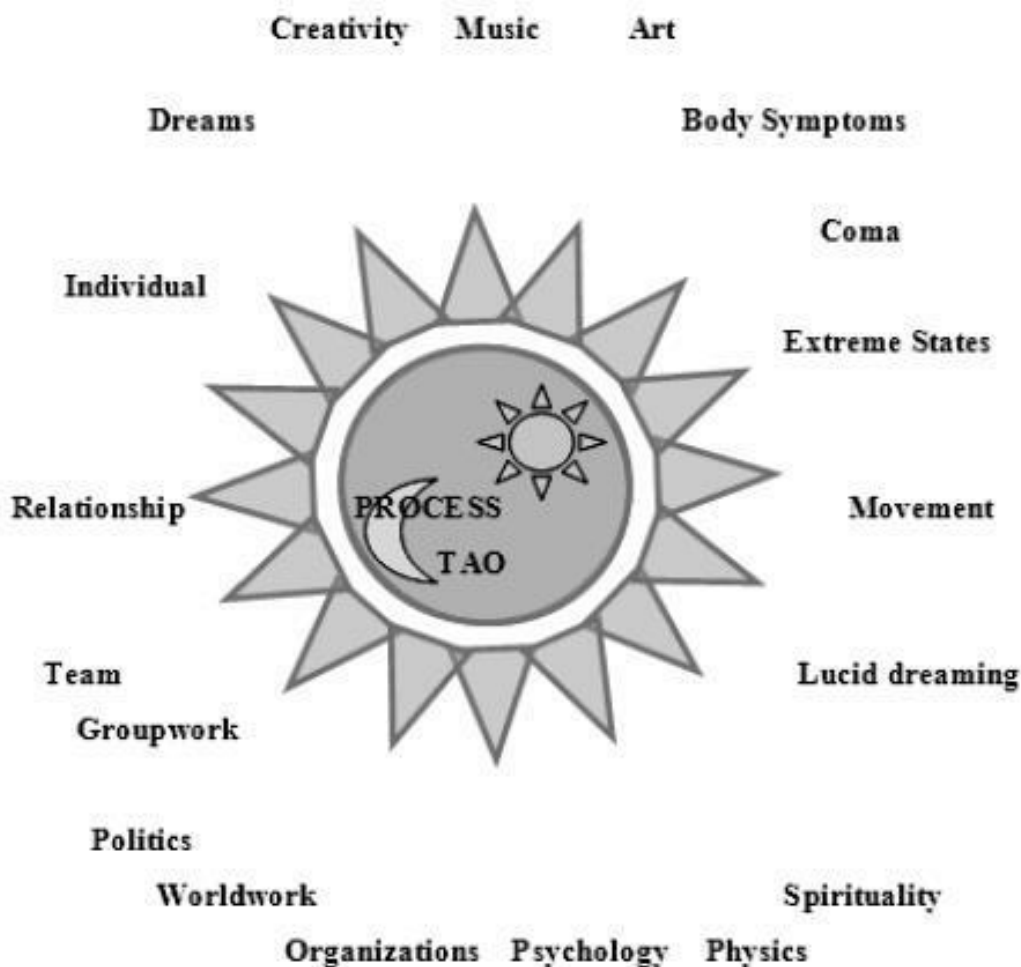 Creativity Music Art
Dreams Body Symptoms
Coma
Individual
Extreme States
Relationship PROCESS Movement
TAO
Team Lucid dreaming
Groupwork
Politics
Worldwork Spirituality
Organizations Psychology Physics